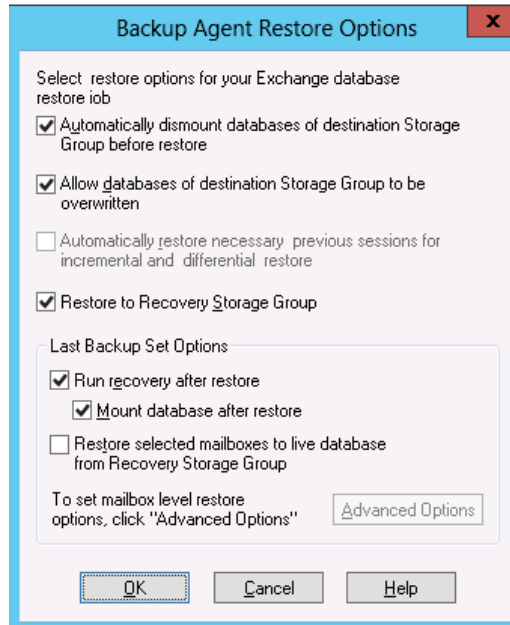 Backup Agent Restore Options
x
Select restore options for your Exchange database
restore job
Automatically dismount databases of destination Storage
Group before restore
Allow databases of destination Storage Group to be
overwritten
Automatically restore necessary previous sessions for
incremental and differential restore
Restore to Recovery Storage Group
Last Backup Set Options
Run recovery after restore
Mount database after restore
Restore selected mailboxes to live database
from Recovery Storage Group
To set mailbox level restore
options, click "Advanced Options"
Advanced Options
OK
Cancel
Help